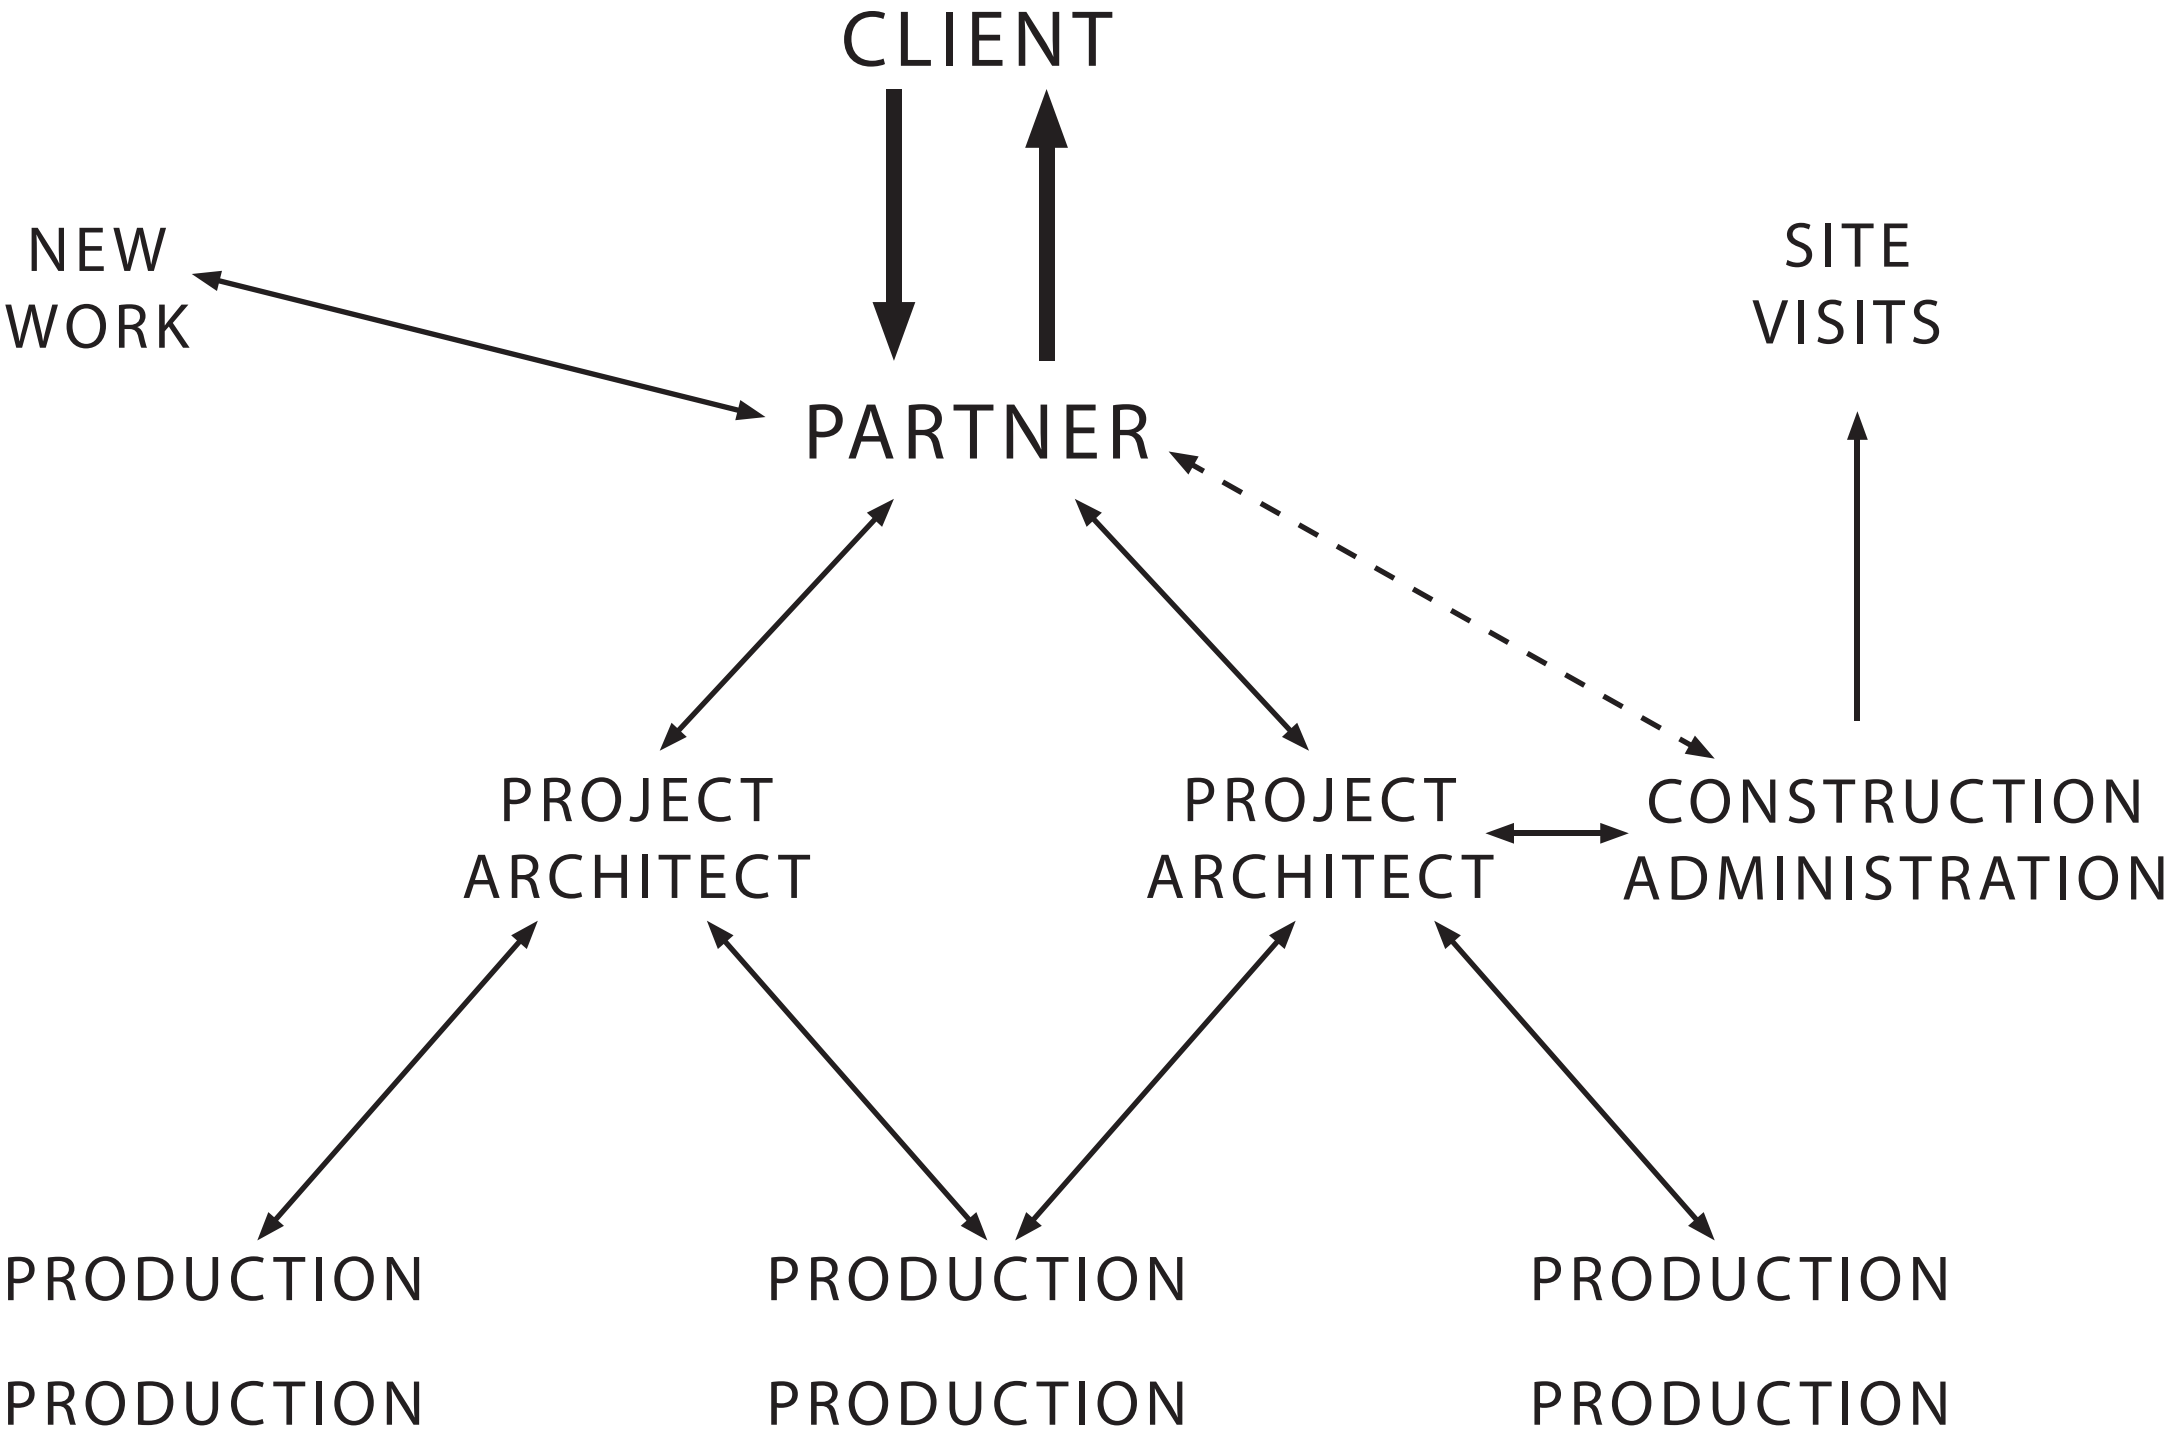 CLIENT
NEW
WORK
SITE
VISITS
PARTNER
PROJECT
ARCHITECT
PROJECT
ARCHITECT
CONSTRUCTION
ADMINISTRATION
PRODUCTION
PRODUCTION
PRODUCTION
PRODUCTION
PRODUCTION
PRODUCTION